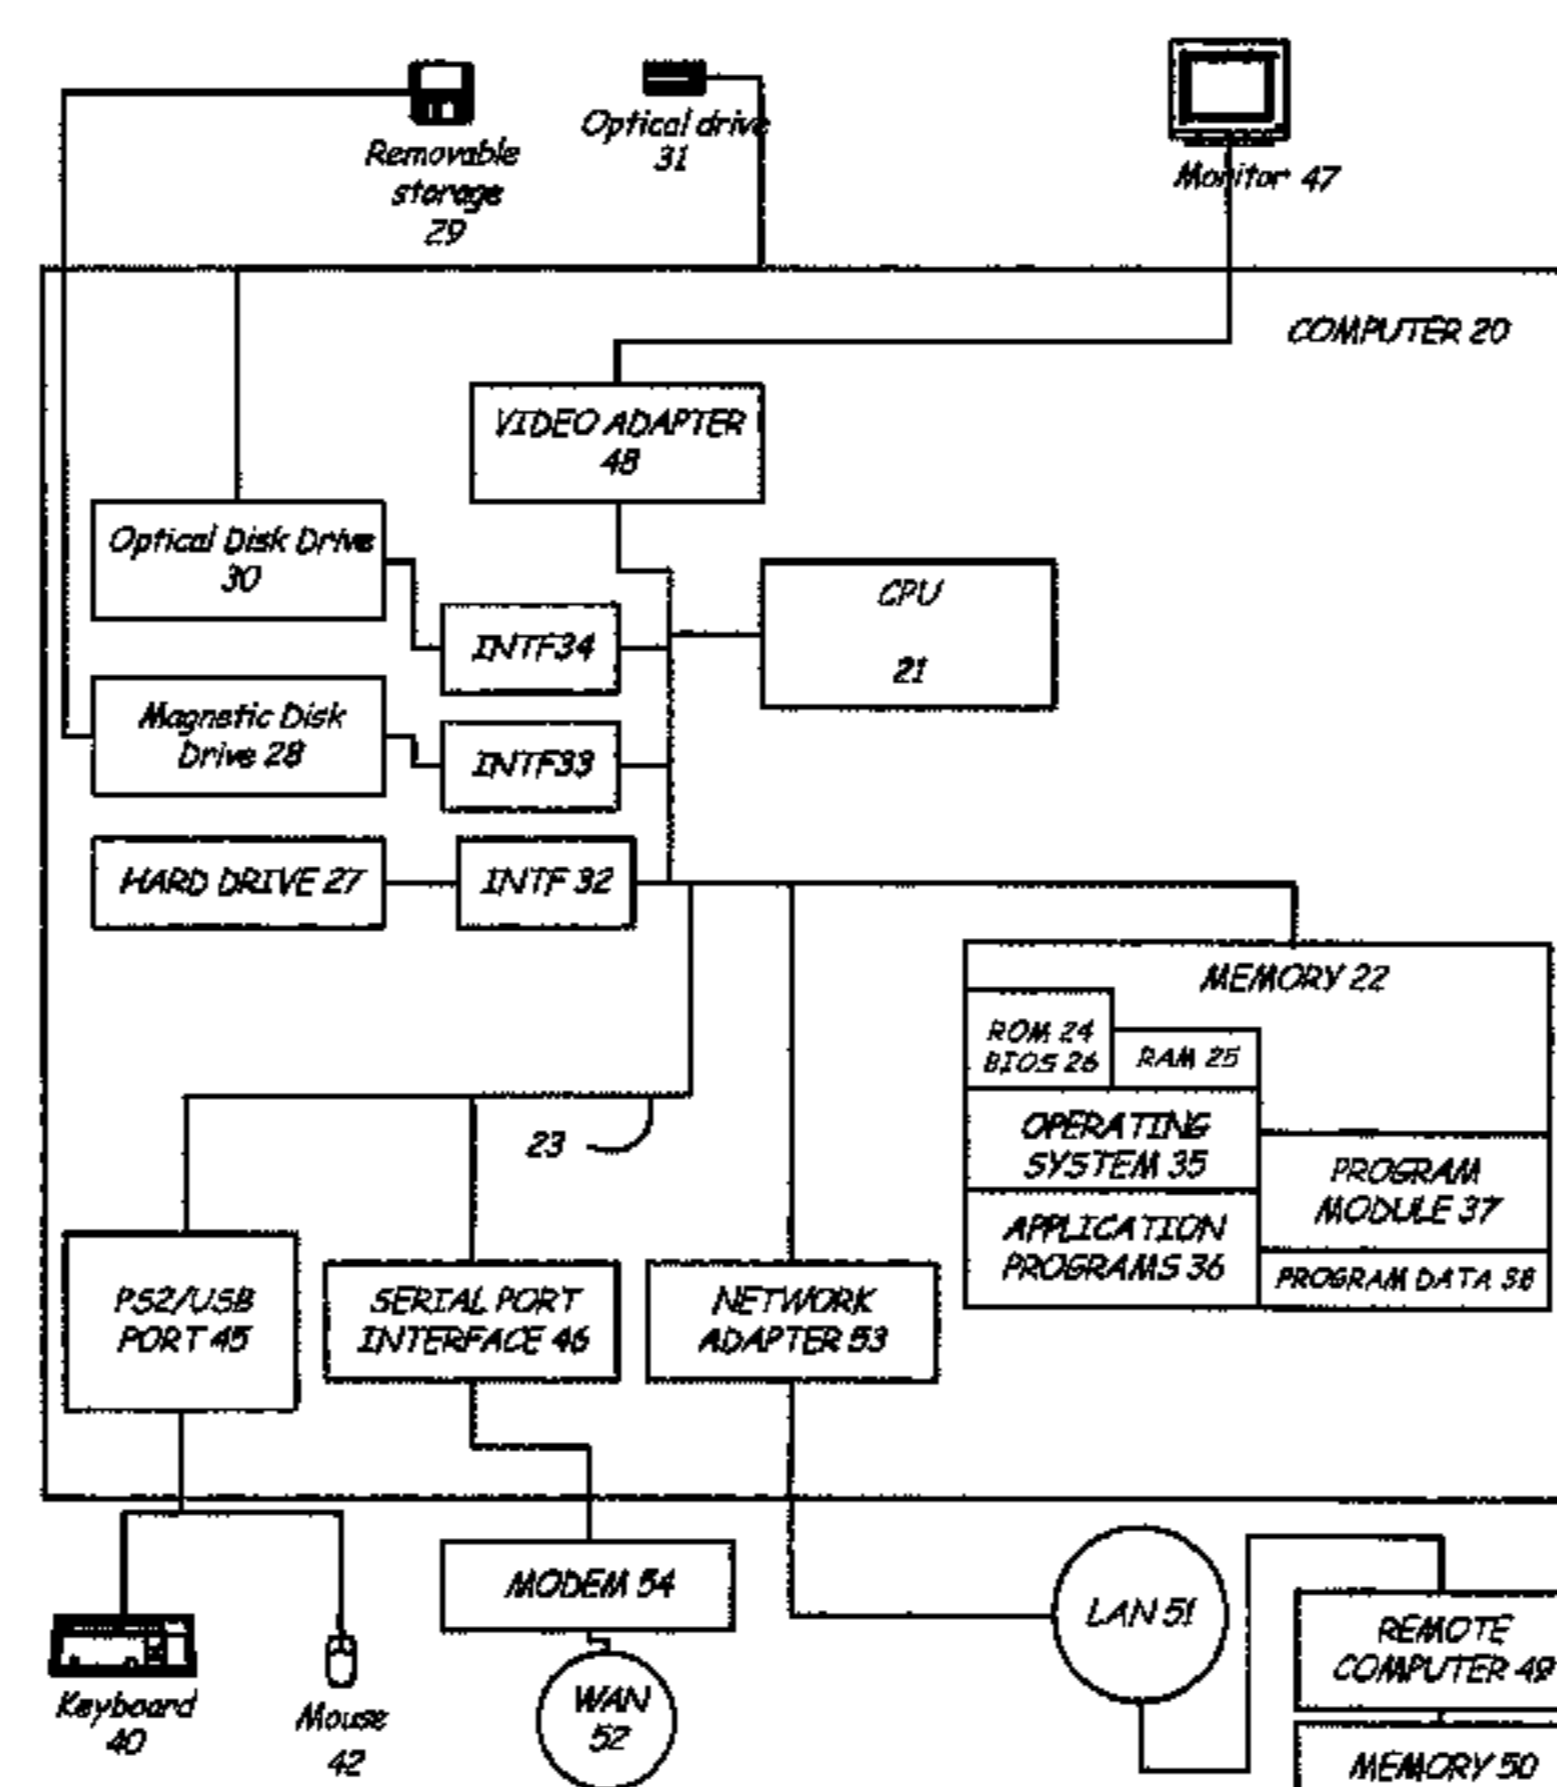 Removable
storage
29
Optical drive
31
Monitor 47
COMPUTER 20
VIDEO ADAPTER
48
Optical Disk Drive
30
CPU
21
INTF34
Magnetic Disk
Drive 28
INTF33
HARD DRIVE 27
INTF 32
MEMORY 22
ROM 24
BIOS 26
RAM 25
OPERATING
SYSTEM 35
23
PROGRAM
MODULE 37
APPLICATION
PROGRAMS 36
PROGRAM DATA 38
PS2/USB
PORT 45
SERIAL PORT
INTERFACE 46
NETWORK
ADAPTER 53
MODEM 54
LAN 51
REMOTE
COMPUTER 49
Keyboard
40
Mouse
42
WAN
52
MEMORY 50